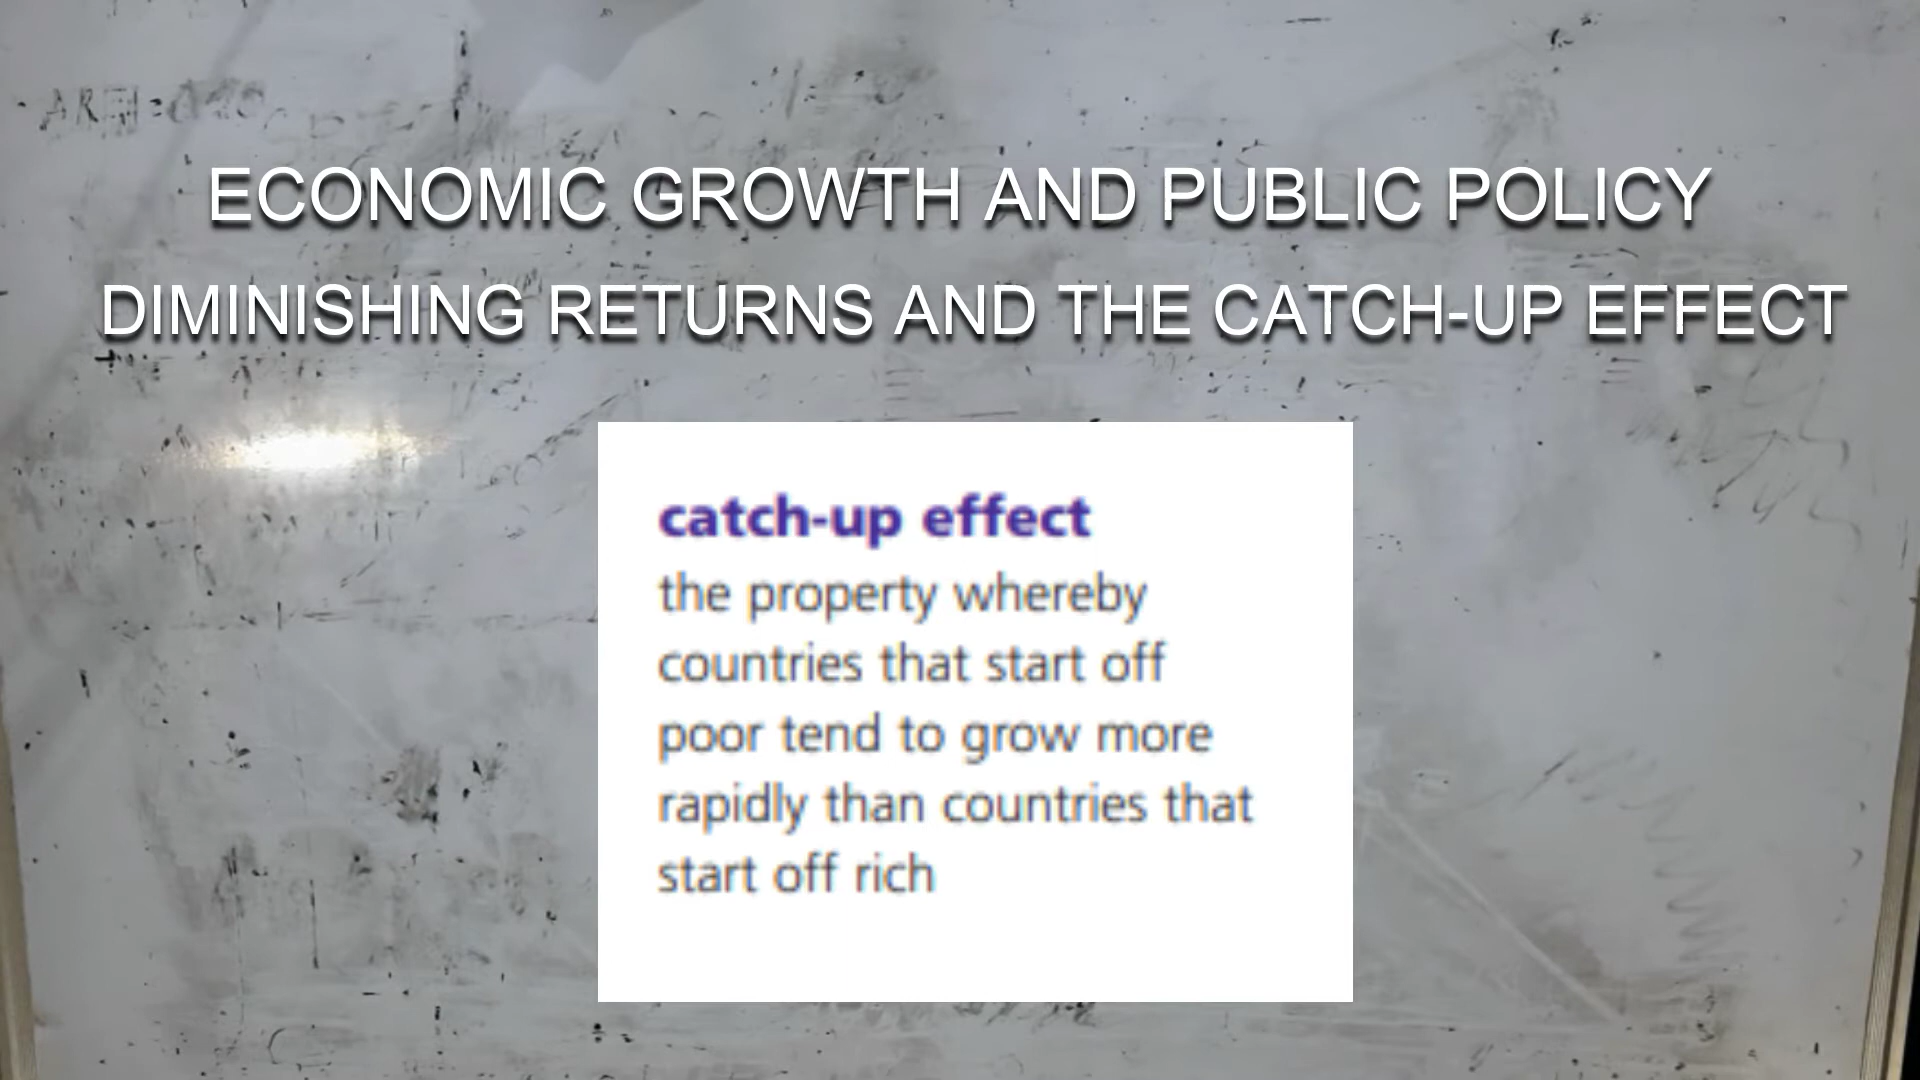 ECONOMIC GROWTH AND PUBLIC POLICY
DIMINISHING RETURNS AND THE CATCH-UP EFFECT
catch-up effect
the property whereby
countries that start off
poor tend to grow more
rapidly than countries that
start off rich